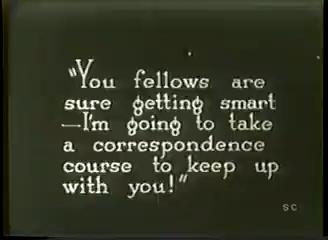 "You fellows are
sure getting smart
—I'm going to take
a correspondence
course to keep up
with you!"
SC